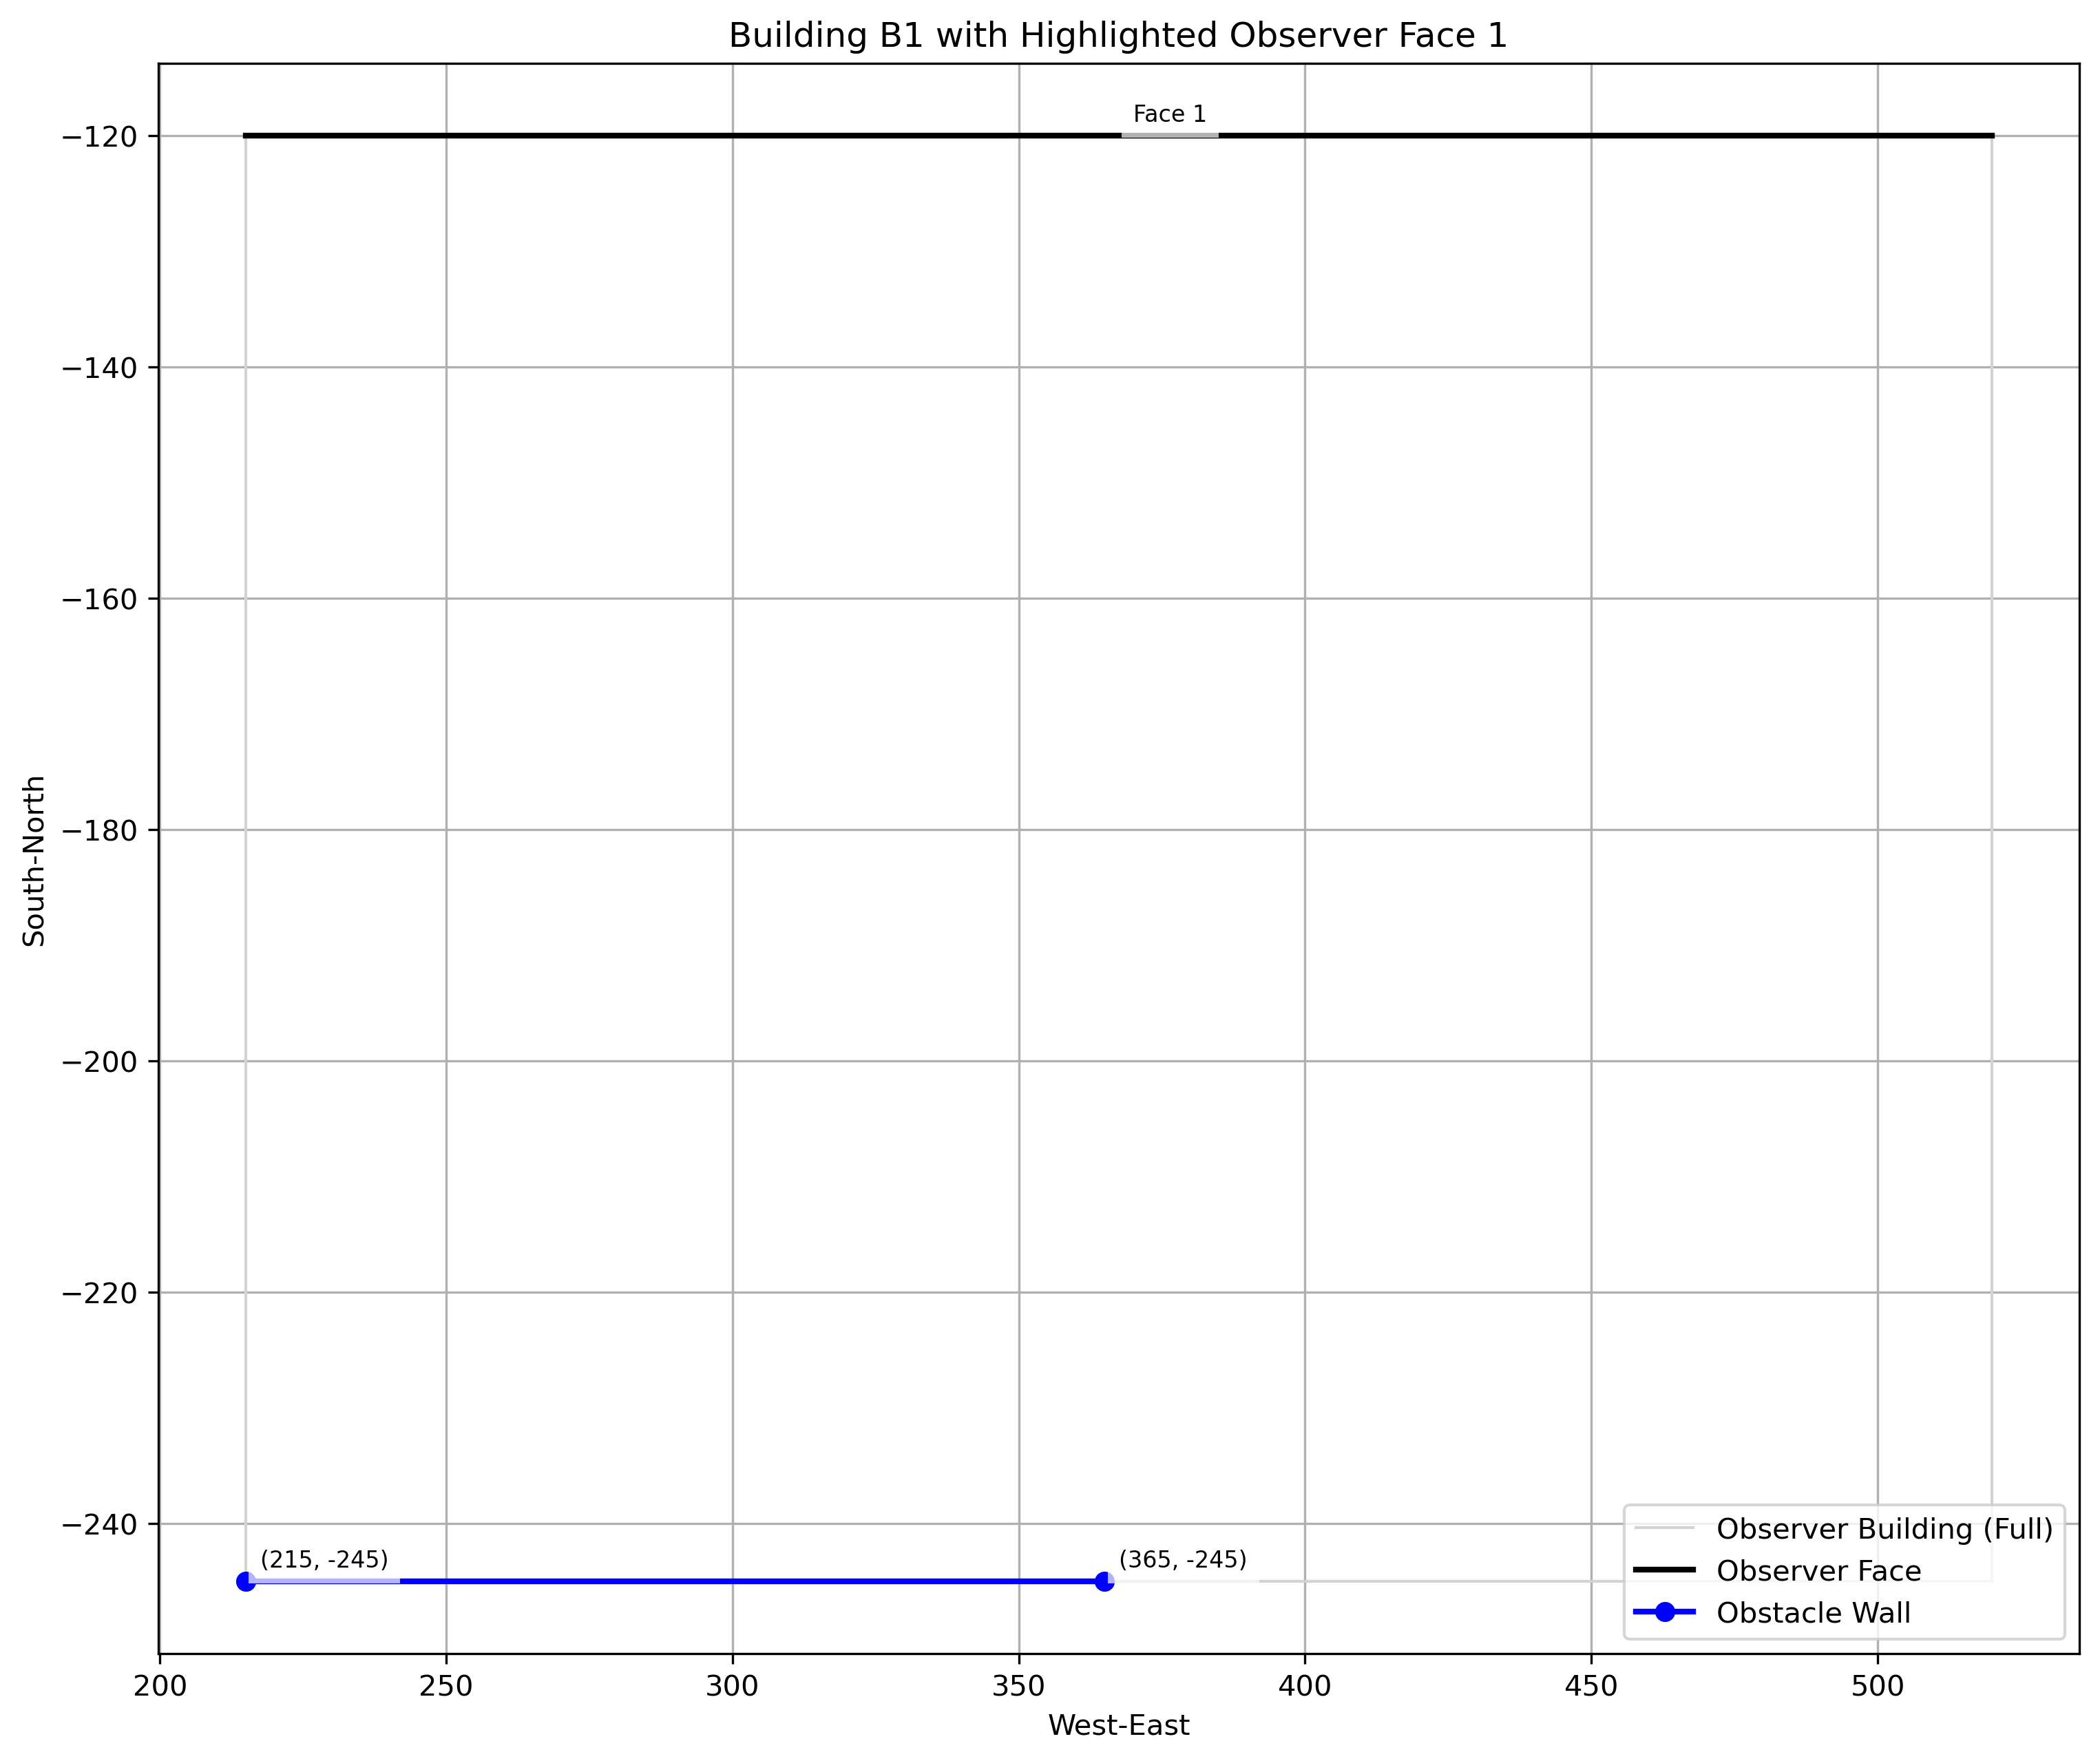 Building B1 with Highlighted Observer Face 1
Face 1
−120
−140
−160
−180
−200
−220
−240
South-North
(215, -245)
(365, -245)
Observer Building (Full)
Observer Face
Obstacle Wall
200
250
300
350
400
450
500
West-East